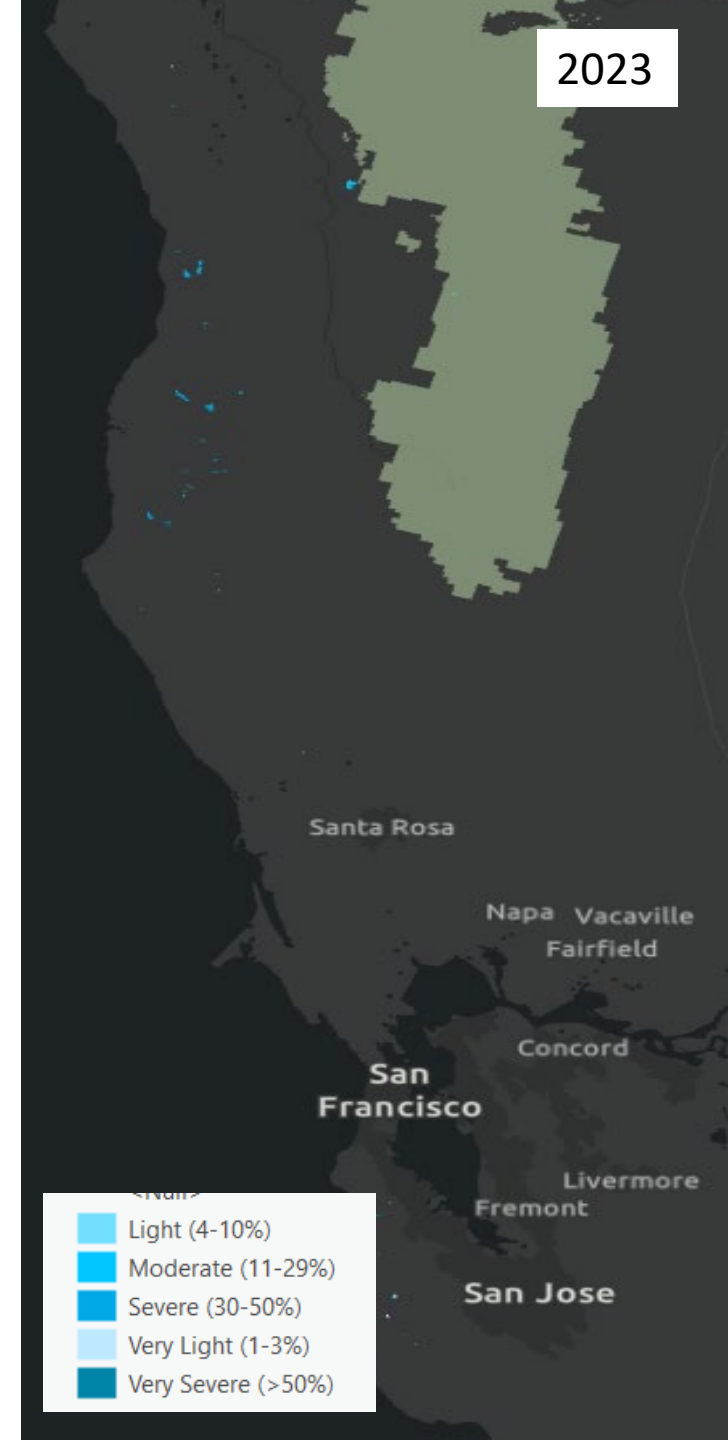 2023
Santa Rosa
Napa Vacaville
Fairfield
Concord
San
Francisco
Livermore
Fremont
San Jose
<Null>
Light (4-10%)
Moderate (11-29%)
Severe (30-50%)
Very Light (1-3%)
Very Severe (>50%)